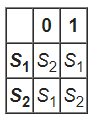 0 1
S₁ S₂ S₁
S₂ S₁ S₂